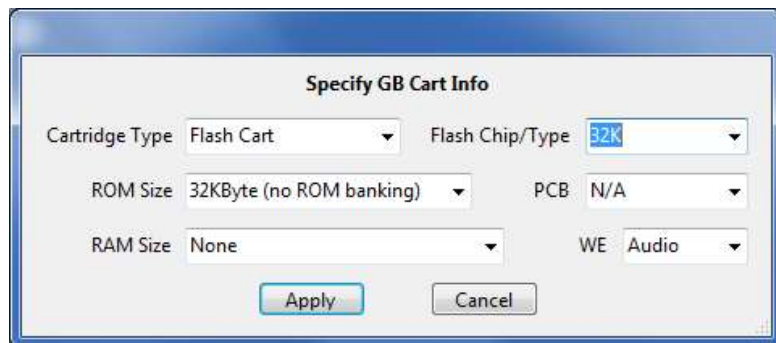 Specify GB Cart Info
Cartridge Type Flash Cart Flash Chip/Type 32K
ROM Size 32KByte (no ROM banking) PCB N/A
RAM Size None WE Audio
Apply Cancel